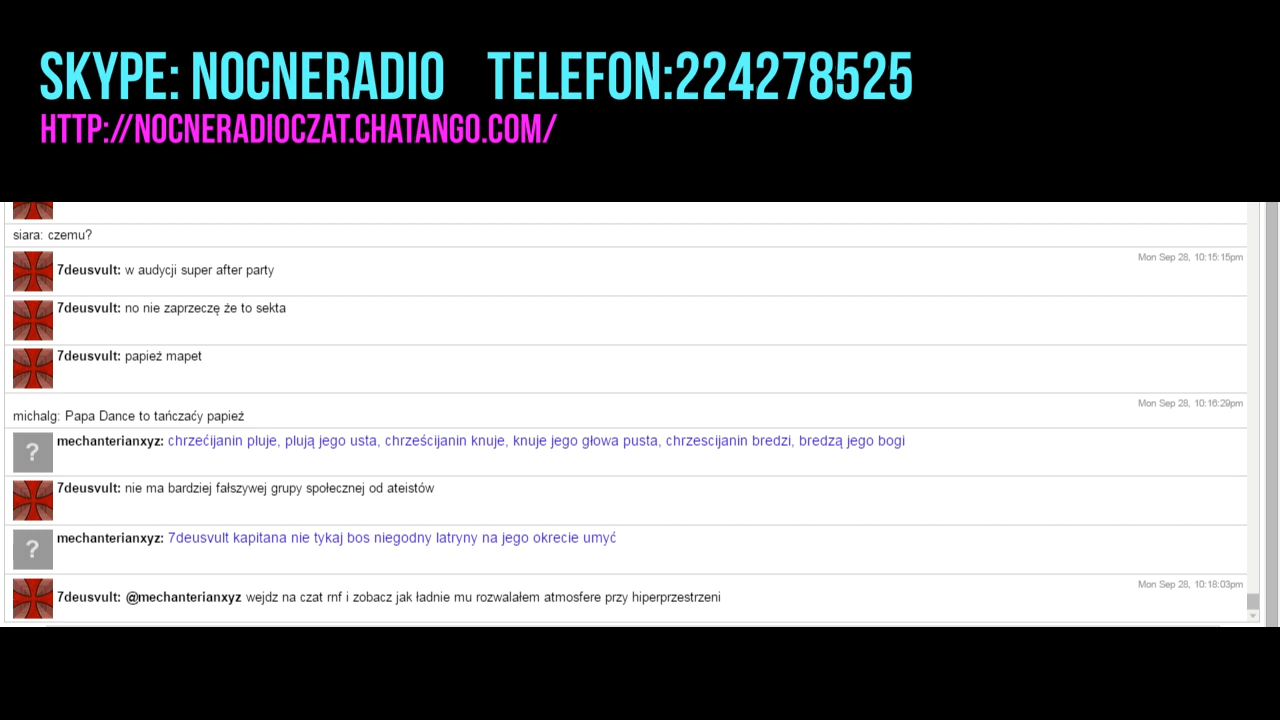 SKYPE: NOCNERADIO TELEFON:224278525
HTTP://NOCNERADIOCZAT.CHATANGO.COM/
siara: czemu?
Mon Sep 28, 10:15:15pm
7deusvult: w audycji super after party
7deusvult: no nie zaprzeczę że to sekta
7deusvult: papież mapet
Mon Sep 28, 10:16:29pm
michalg: Papa Dance to tańczaćy papież
? mechanterianxyz: chrzećijanin pluje, plują jego usta, chrześcijanin knuje, knuje jego głowa pusta, chrzescijanin bredzi, bredzą jego bogi
7deusvult: nie ma bardziej fałszywej grupy społecznej od ateistów
? mechanterianxyz: 7deusvult kapitana nie tykaj bos niegodny latryny na jego okrecie umyć
Mon Sep 28, 10:18:03pm
7deusvult: @mechanterianxyz wejdz na czat rnf i zobacz jak ładnie mu rozwalałem atmosfere przy hiperprzestrzeni